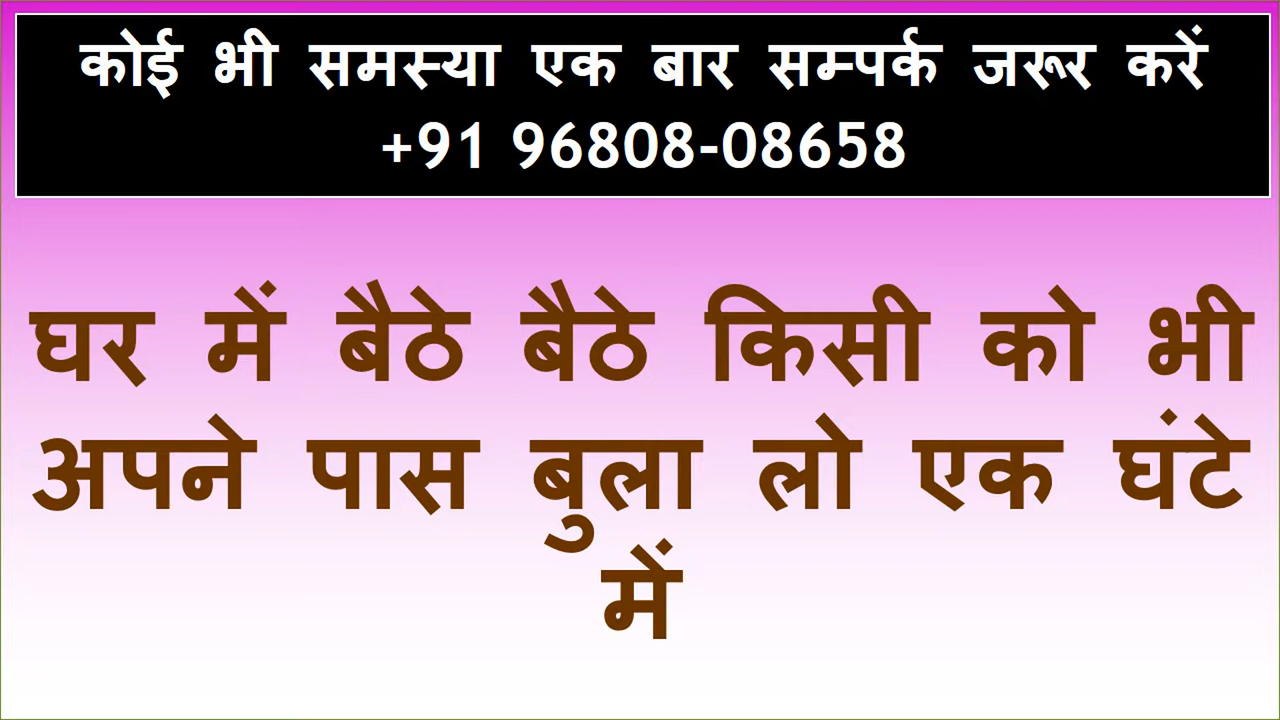 कोई भी समस्या एक बार सम्पर्क जरूर करें
+91 96808-08658
घर में बैठे बैठे किसी को भी
अपने पास बुला लो एक घंटे
में